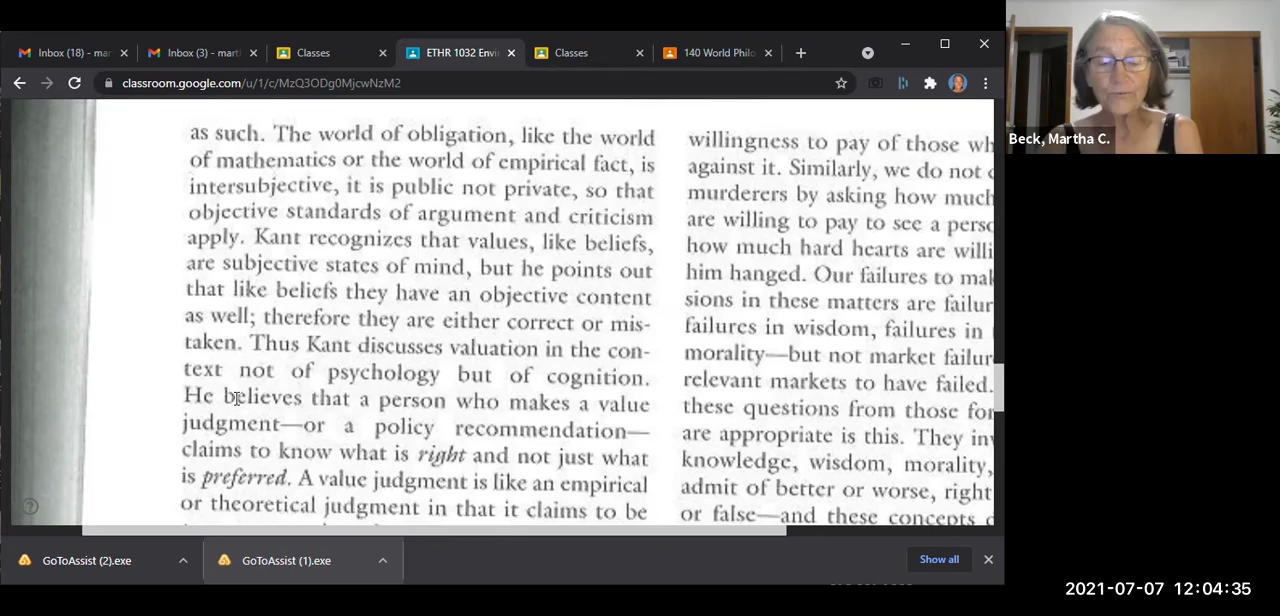 Inbox (18) - mar
Inbox (3) - mart
Classes
ETHR 1032 Envi
Classes
140 World Philo
classroom.google.com/u/1/c/MzQ3ODg0MjcwNzM2
Beck, Martha C.
as such. The world of obligation, like the world
of mathematics or the world of empirical fact, is
intersubjective, it is public not private, so that
objective standards of argument and criticism
apply. Kant recognizes that values, like beliefs,
are subjective states of mind, but he points out
that like beliefs they have an objective content
as well; therefore they are either correct or mis-
taken. Thus Kant discusses valuation in the con-
text not of psychology but of cognition.
He believes that a person who makes a value
judgment—or a policy recommendation—
claims to know what is right and not just what
is preferred. A value judgment is like an empirical
or theoretical judgment in that it claims to be
willingness to pay of those wh
against it. Similarly, we do not
murderers by asking how much
are willing to pay to see a perso
how much hard hearts are willi
him hanged. Our failures to mak
sions in these matters are failur
failures in wisdom, failures in
morality—but not market failur
relevant markets to have failed.
these questions from those for
are appropriate is this. They inv
knowledge, wisdom, morality,
admit of better or worse, right
or false—and these concepts
GoToAssist (2).exe
GoToAssist (1).exe
Show all
2021-07-07 12:04:35